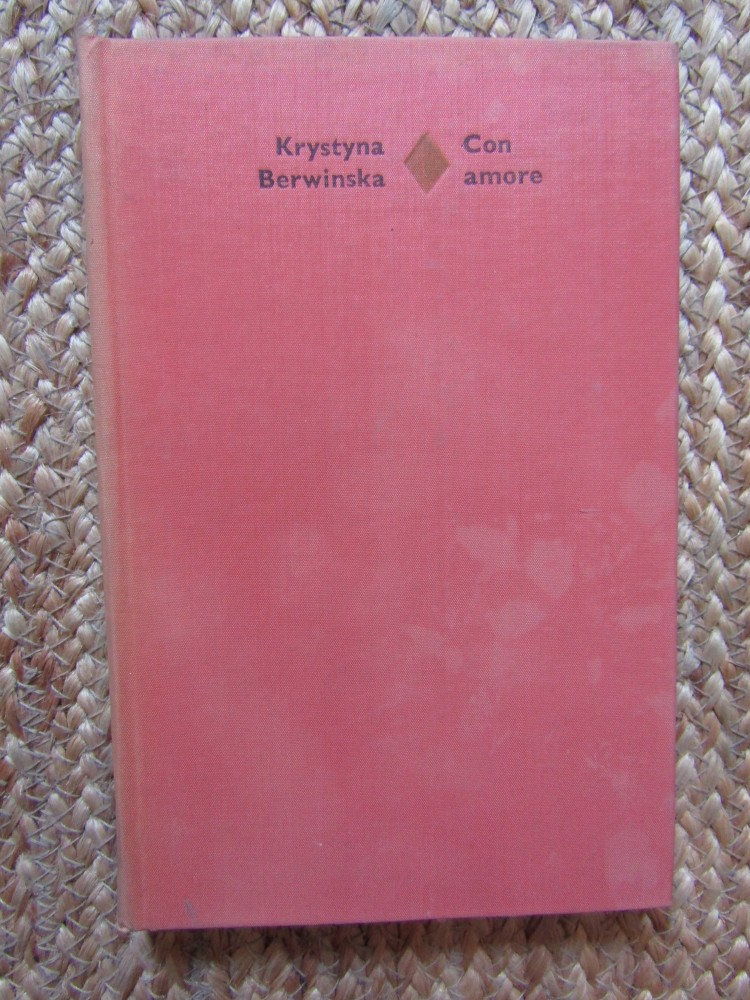 Krystyna
Berwinska
Con
amore